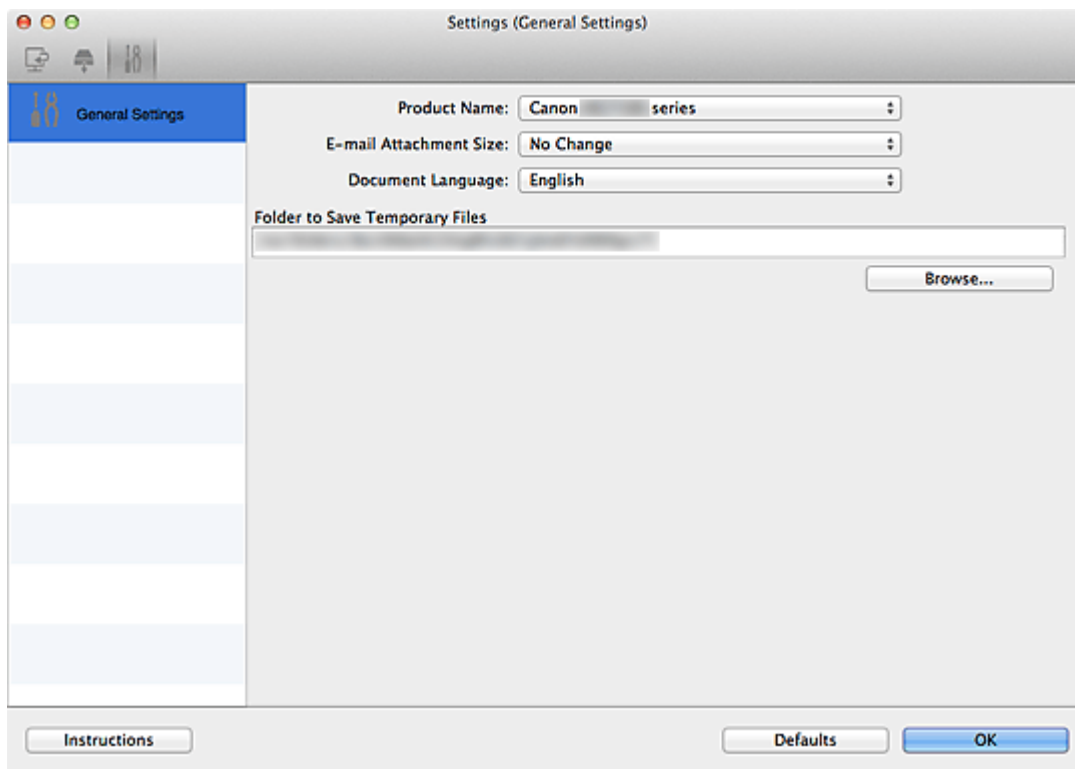 Settings (General Settings)
General Settings
Product Name: Canon series
E-mail Attachment Size: No Change
Document Language: English
Folder to Save Temporary Files
Browse...
Instructions
Defaults
OK